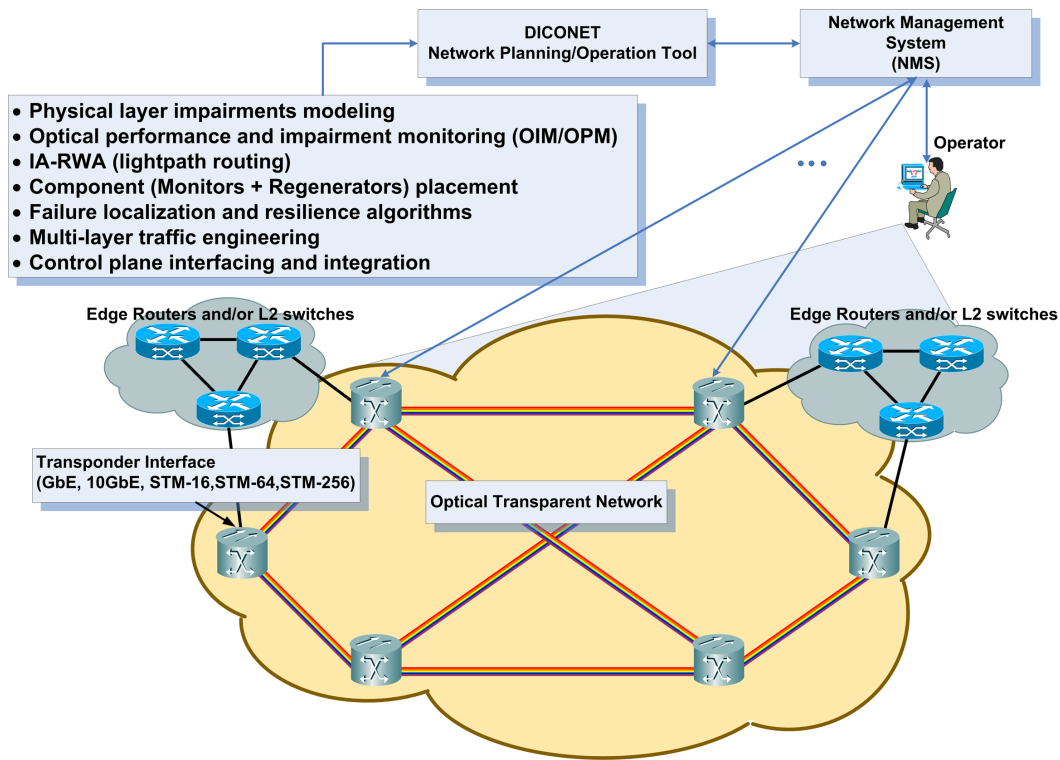 DICONET
Network Planning/Operation Tool
Network Management
System
(NMS)
• Physical layer impairments modeling
• Optical performance and impairment monitoring (OIM/OPM)
• IA-RWA (lightpath routing)
• Component (Monitors + Regenerators) placement
• Failure localization and resilience algorithms
• Multi-layer traffic engineering
• Control plane interfacing and integration
Operator
Edge Routers and/or L2 switches
Edge Routers and/or L2 switches
Transponder Interface
(GbE, 10GbE, STM-16,STM-64,STM-256)
Optical Transparent Network